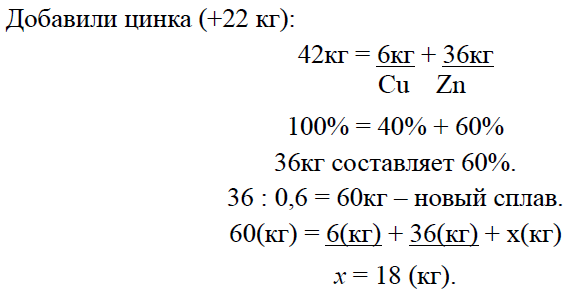 Добавили цинка (+22 кг):
42кг = 6кг + 36кг
Cu Zn
100% = 40% + 60%
36кг составляет 60%.
36 : 0,6 = 60кг – новый сплав.
60(кг) = 6(кг) + 36(кг) + х(кг)
x = 18 (кг).